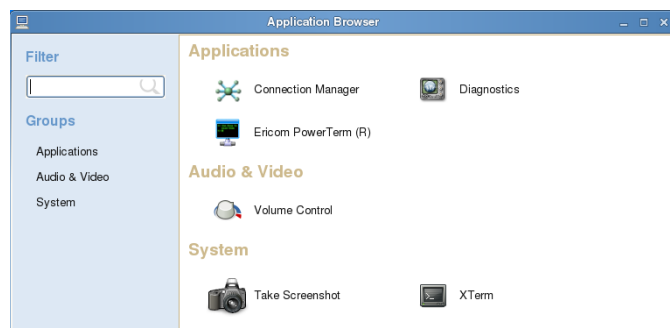 Application Browser
Filter
Groups
Applications
Audio & Video
System
Applications
Connection Manager
Diagnostics
Ericom PowerTerm (R)
Audio & Video
Volume Control
System
Take Screenshot
XTerm